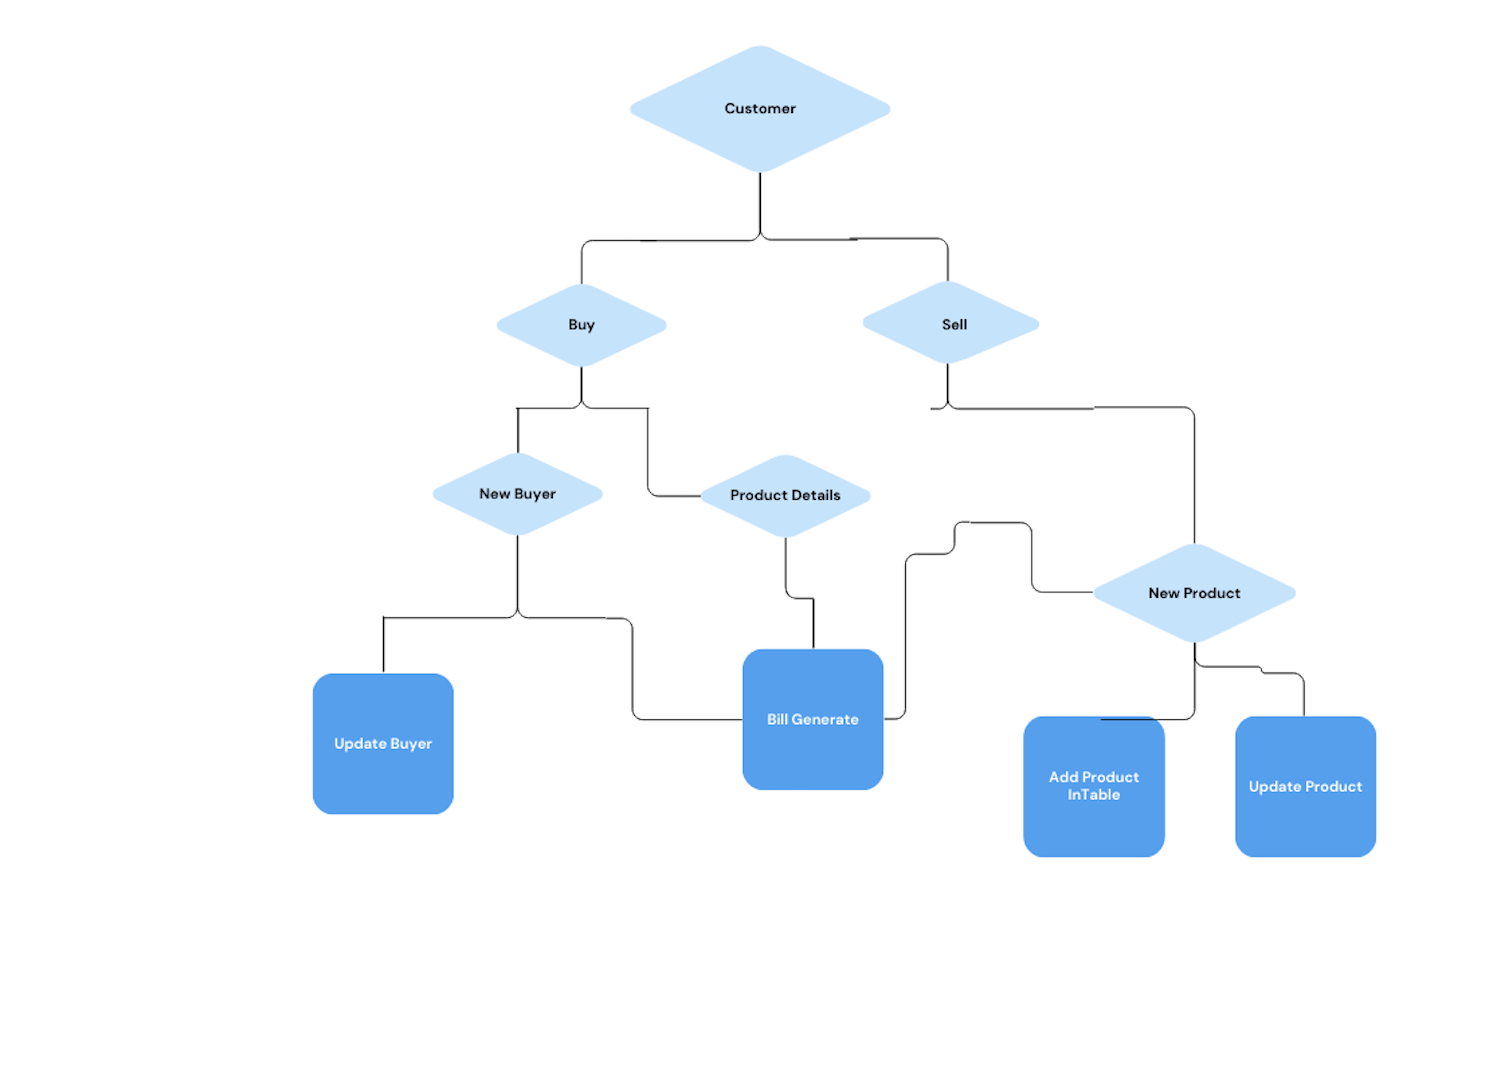 Customer
Buy
Sell
New Buyer
Product Details
New Product
Bill Generate
Update Buyer
Add Product
InTable
Update Product